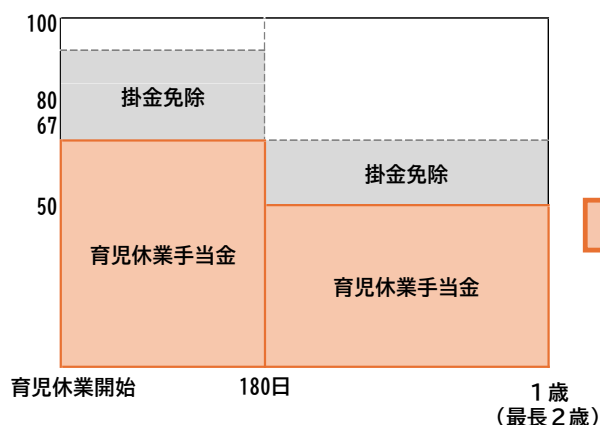 100
掛金免除
80
67
掛金免除
50
育児休業手当金
育児休業手当金
育児休業開始
180日
1歳
(最長2歳)